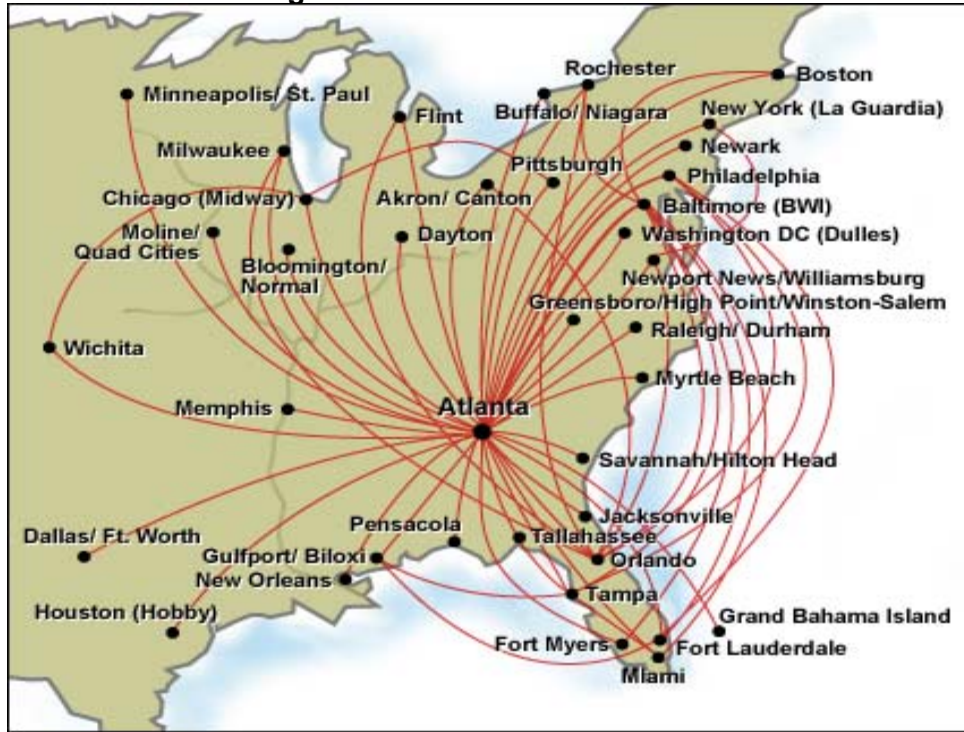 Rochester
Boston
Minneapolis/ St. Paul
Flint
Buffalo/ Niagara
New York (La Guardia)
Milwaukee
Newark
Pittsburgh
Philadelphia
Chicago (Midway)
Akron/ Canton
Baltimore (BWI)
Moline/
Quad Cities
Dayton
Washington DC (Dulles)
Bloomington/
Normal
Newport News/Williamsburg
Greensboro/High Point/Winston-Salem
Raleigh/ Durham
Wichita
Myrtle Beach
Memphis
Atlanta
Savannah/Hilton Head
Jacksonville
Pensacola
Dallas/ Ft. Worth
Tallahassee
Gulfport/ Biloxi
Orlando
New Orleans
Tampa
Houston (Hobby)
Grand Bahama Island
Fort Myers
Fort Lauderdale
Miami